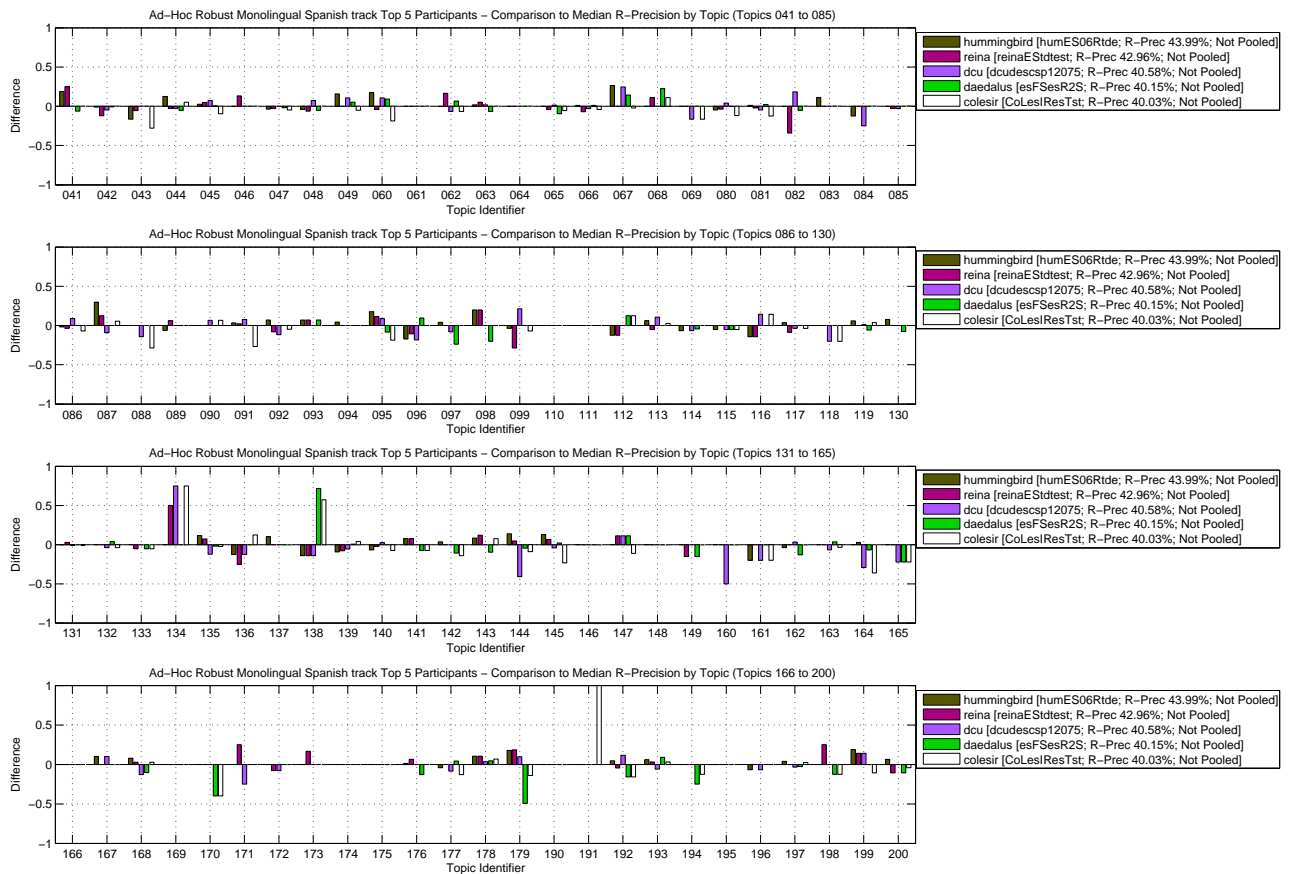 Ad−Hoc Robust Monolingual Spanish track Top 5 Participants − Comparison to Median R−Precision by Topic (Topics 041 to 085)
1
0.5
0
−0.5
−1
Difference
041 042 043 044 045 046 047 048 049 060 061 062 063 064 065 066 067 068 069 080 081 082 083 084 085
Topic Identifier
hummingbird [humES06Rtde; R−Prec 43.99%; Not Pooled]
reina [reinaEStdtest; R−Prec 42.96%; Not Pooled]
dcu [dcudescsp12075; R−Prec 40.58%; Not Pooled]
daedalus [esFSesR2S; R−Prec 40.15%; Not Pooled]
colesir [CoLesIResTst; R−Prec 40.03%; Not Pooled]
Ad−Hoc Robust Monolingual Spanish track Top 5 Participants − Comparison to Median R−Precision by Topic (Topics 086 to 130)
1
0.5
0
−0.5
−1
Difference
086 087 088 089 090 091 092 093 094 095 096 097 098 099 110 111 112 113 114 115 116 117 118 119 130
Topic Identifier
hummingbird [humES06Rtde; R−Prec 43.99%; Not Pooled]
reina [reinaEStdtest; R−Prec 42.96%; Not Pooled]
dcu [dcudescsp12075; R−Prec 40.58%; Not Pooled]
daedalus [esFSesR2S; R−Prec 40.15%; Not Pooled]
colesir [CoLesIResTst; R−Prec 40.03%; Not Pooled]
Ad−Hoc Robust Monolingual Spanish track Top 5 Participants − Comparison to Median R−Precision by Topic (Topics 131 to 165)
1
0.5
0
−0.5
−1
Difference
131 132 133 134 135 136 137 138 139 140 141 142 143 144 145 146 147 148 149 160 161 162 163 164 165
Topic Identifier
hummingbird [humES06Rtde; R−Prec 43.99%; Not Pooled]
reina [reinaEStdtest; R−Prec 42.96%; Not Pooled]
dcu [dcudescsp12075; R−Prec 40.58%; Not Pooled]
daedalus [esFSesR2S; R−Prec 40.15%; Not Pooled]
colesir [CoLesIResTst; R−Prec 40.03%; Not Pooled]
Ad−Hoc Robust Monolingual Spanish track Top 5 Participants − Comparison to Median R−Precision by Topic (Topics 166 to 200)
1
0.5
0
−0.5
−1
Difference
166 167 168 169 170 171 172 173 174 175 176 177 178 179 190 191 192 193 194 195 196 197 198 199 200
Topic Identifier
hummingbird [humES06Rtde; R−Prec 43.99%; Not Pooled]
reina [reinaEStdtest; R−Prec 42.96%; Not Pooled]
dcu [dcudescsp12075; R−Prec 40.58%; Not Pooled]
daedalus [esFSesR2S; R−Prec 40.15%; Not Pooled]
colesir [CoLesIResTst; R−Prec 40.03%; Not Pooled]